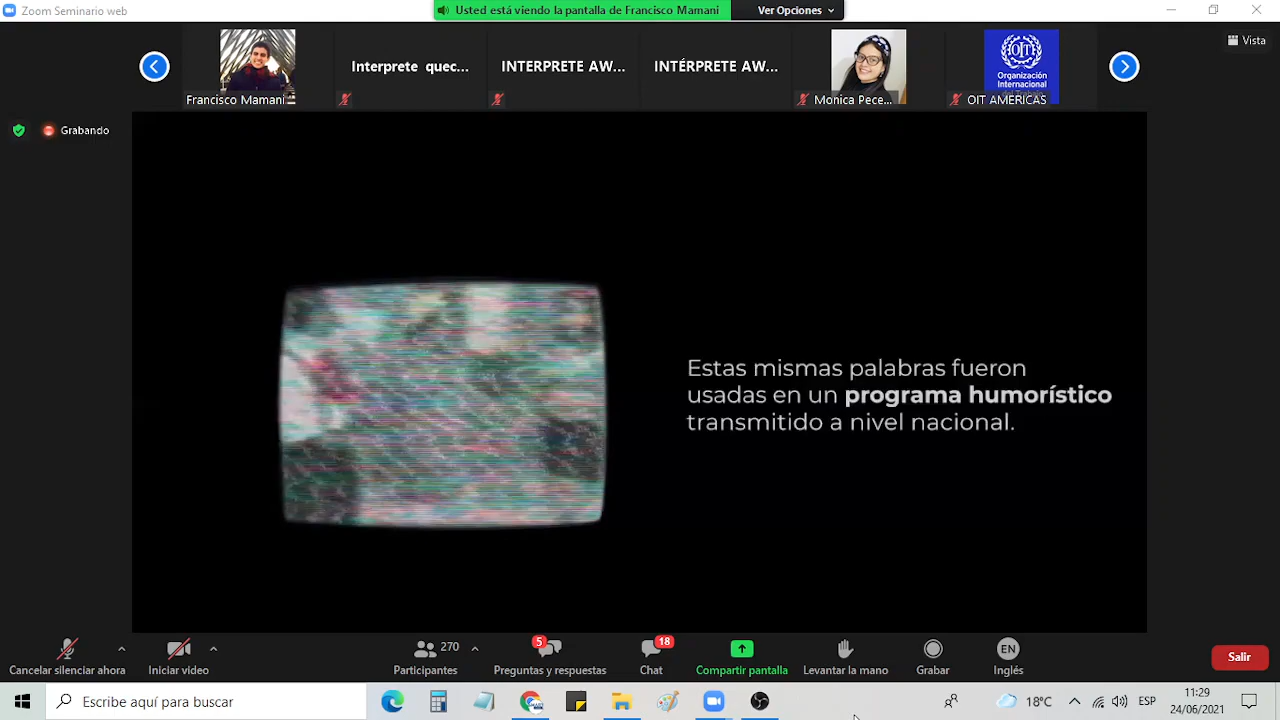 Zoom Seminario web
Usted está viendo la pantalla de Francisco Mamani
Ver Opciones
Vista
Francisco Mamani
Interprete quec...
INTERPRETE AW...
INTÉRPRETE AW...
Monica Pece...
OIT
Organización
Internacional
OIT AMERICAS
Grabando
Estas mismas palabras fueron
usadas en un programa humorístico
transmitido a nivel nacional.
Cancelar silenciar ahora
Iniciar video
270
Participantes
5
Preguntas y respuestas
18
Chat
Compartir pantalla
Levantar la mano
Grabar
EN
Inglés
Salir
Escribe aquí para buscar
18°C
ESP
11:29
24/06/2021